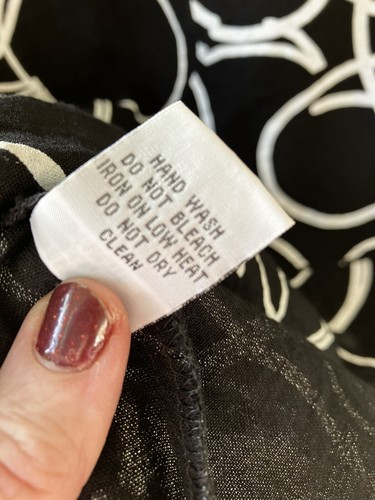 HAND WASH
DO NOT BLEACH
IRON ON LOW HEAT
DO NOT DRY
CLEAN